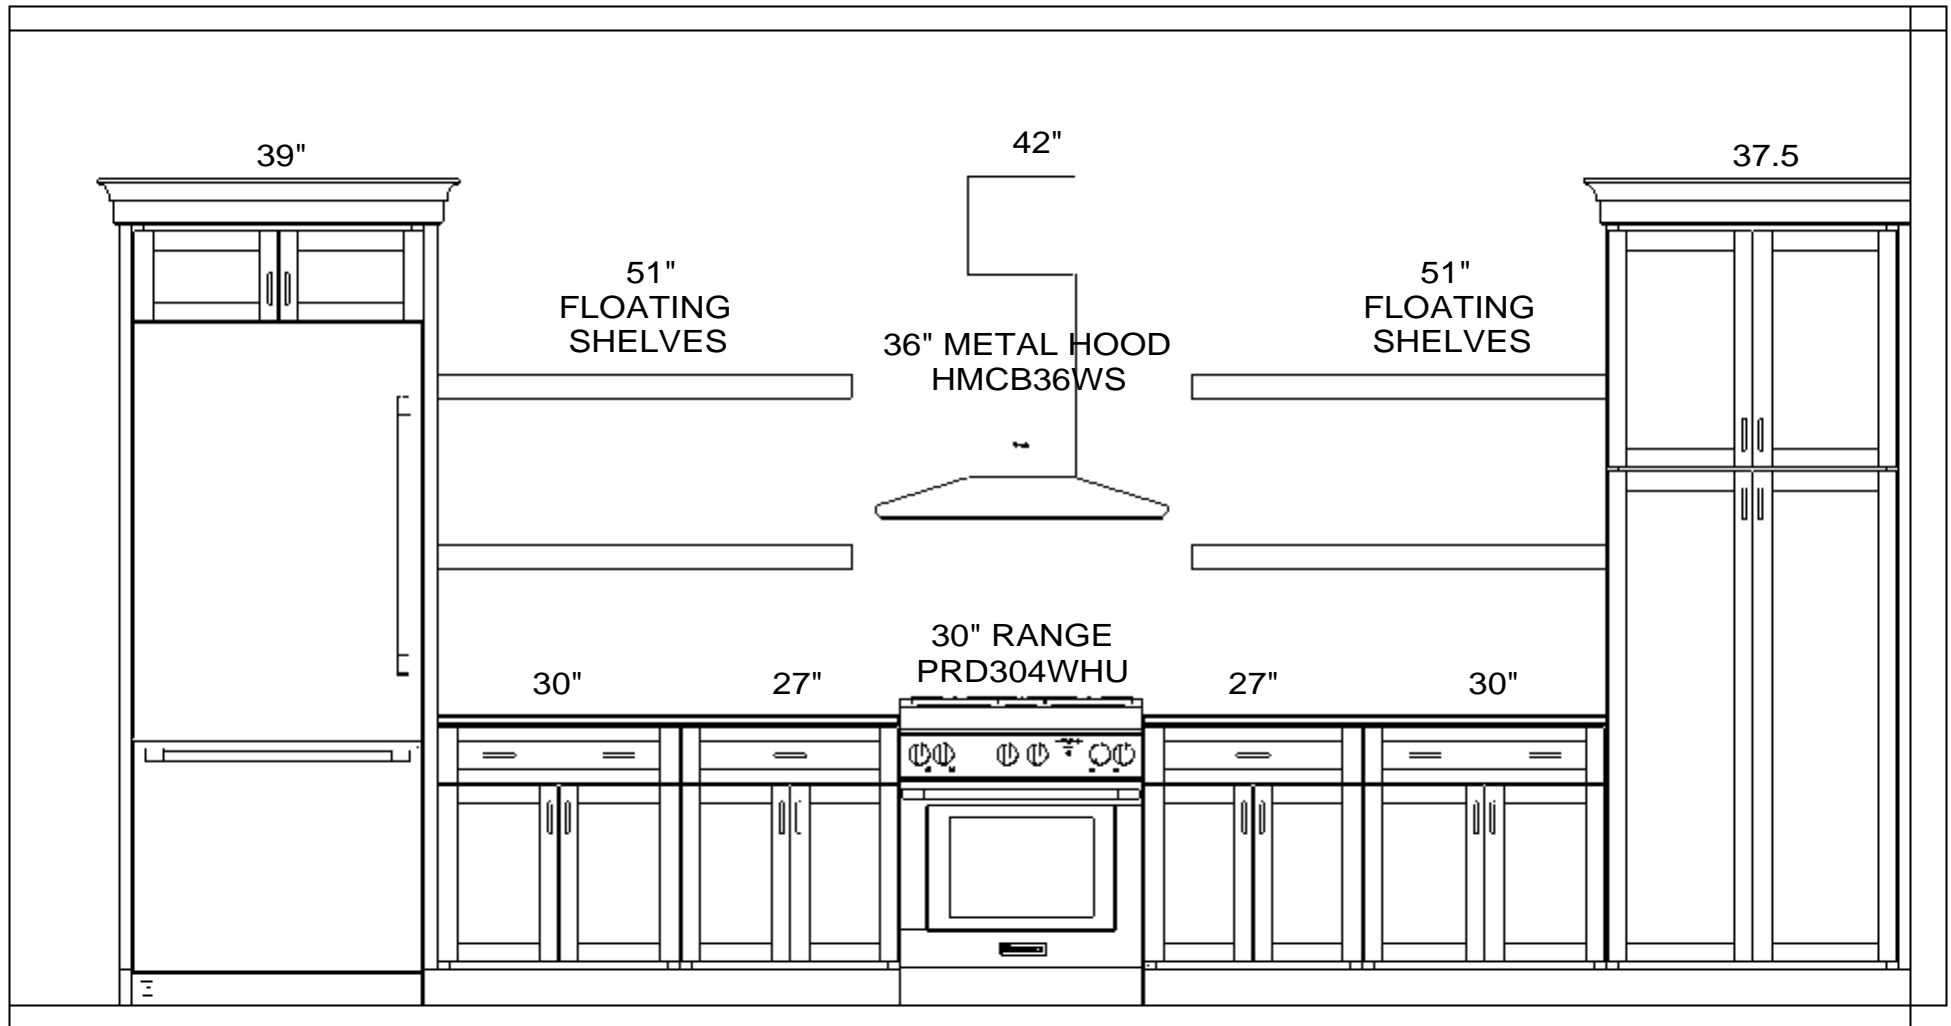 42"
39"
37.5
51"
FLOATING
SHELVES
51"
FLOATING
SHELVES
36" METAL HOOD
HMCB36WS
30" RANGE
PRD304WHU
30"
27"
27"
30"